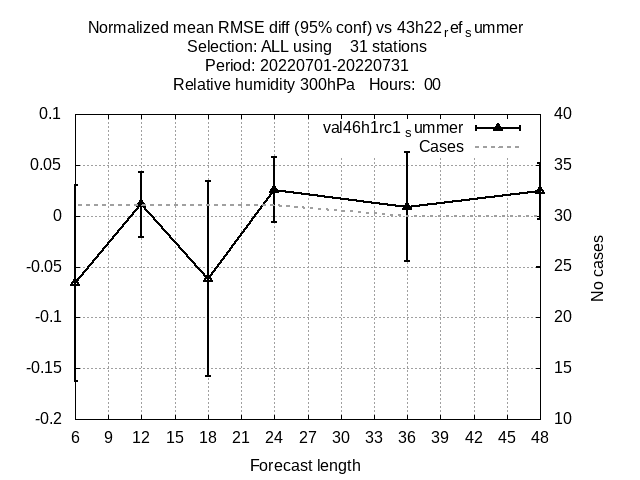 Normalized mean RMSE diff (95% conf) vs 43h22refsummer
Selection: ALL using 31 stations
Period: 20220701-20220731
Relative humidity 300hPa Hours: 00
0.1
0.05
0
-0.05
-0.1
-0.15
-0.2
val46h1rc1summer
Cases
40
35
30
25
20
15
10
No cases
6 9 12 15 18 21 24 27 30 33 36 39 42 45 48
Forecast length